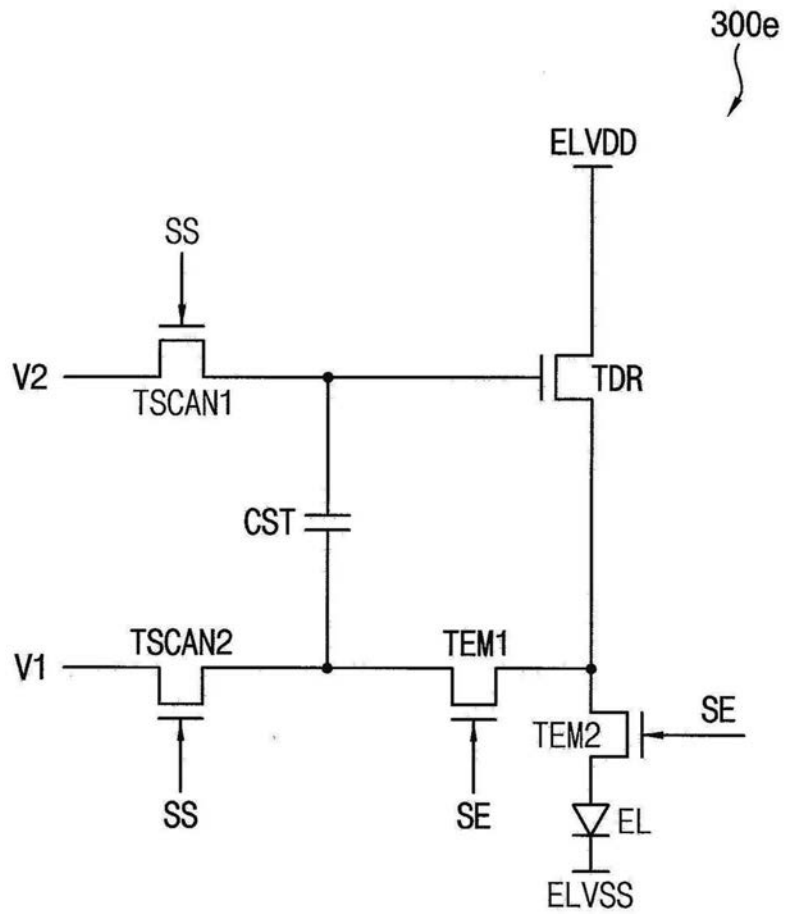 300e
ELVDD
SS
V2
TSCAN1
TDR
CST
TSCAN2
TEM1
V1
TEM2
SE
SS
SE
EL
ELVSS